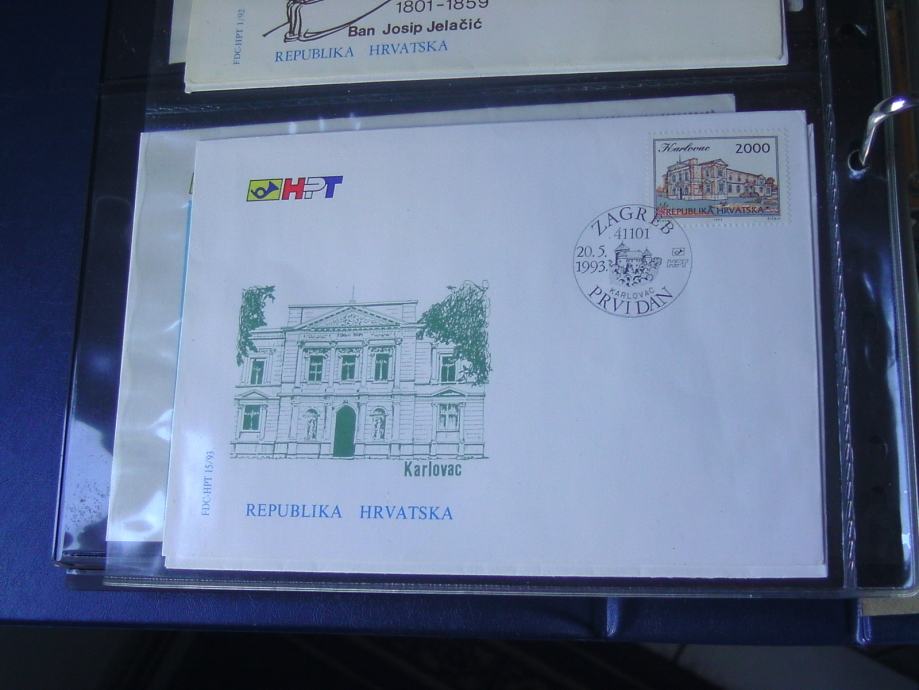 1801-1859
Ban Josip Jelačić
REPUBLIKA HRVATSKA
FDC-HPT 1/92
HPT
Karlovac 2000
REPUBLIKA HRVATSKA
ZAGREB
41101
20.5.
1993.
HPT
KARLOVAC
PRVI DAN
Karlovac
FDC-HPT 15/93
REPUBLIKA HRVATSKA